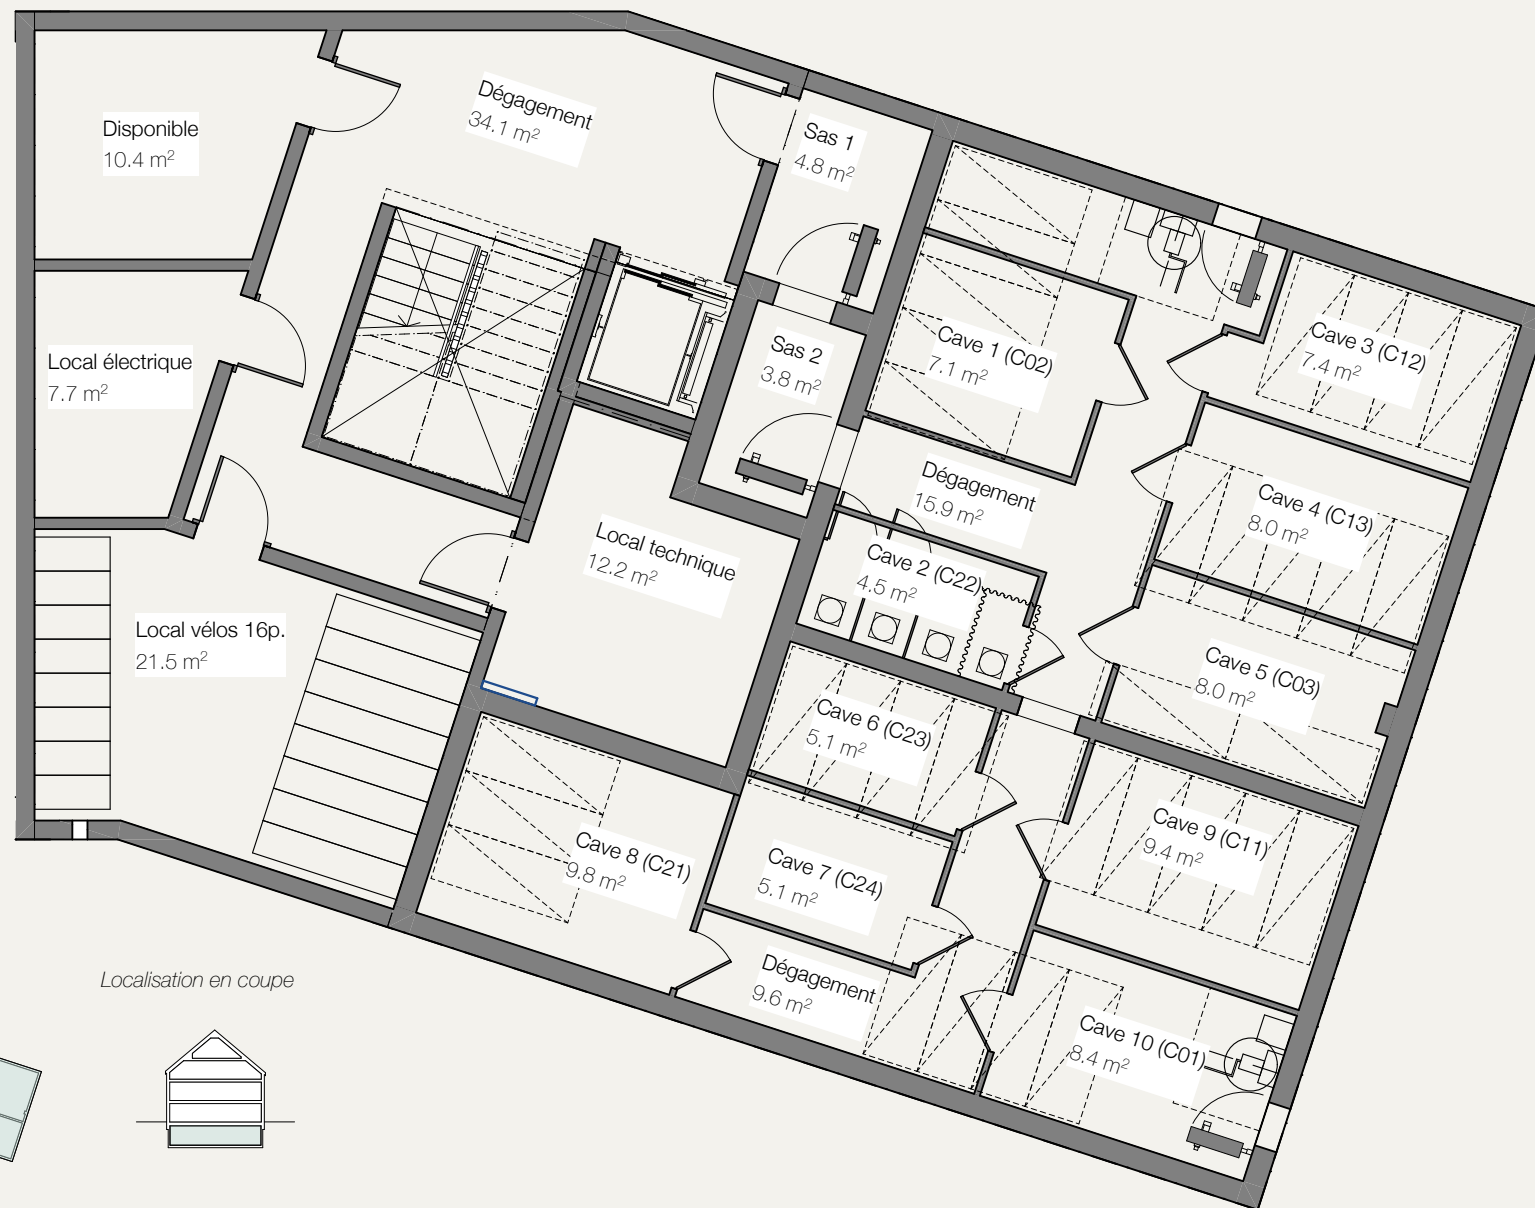 Dégagement
34.1 m²
Disponible
10.4 m²
Sas 1
4.8 m²
Local électrique
7.7 m²
Sas 2
3.8 m²
Cave 1 (C02)
7.1 m²
Cave 3 (C12)
7.4 m²
Dégagement
15.9 m²
Cave 4 (C13)
8.0 m²
Local technique
12.2 m²
Cave 2 (C22)
4.5 m²
Local vélos 16p.
21.5 m²
Cave 5 (C03)
8.0 m²
Cave 6 (C23)
5.1 m²
Cave 9 (C11)
9.4 m²
Cave 8 (C21)
9.8 m²
Cave 7 (C24)
5.1 m²
Dégagement
9.6 m²
Cave 10 (C01)
8.4 m²
Localisation en coupe